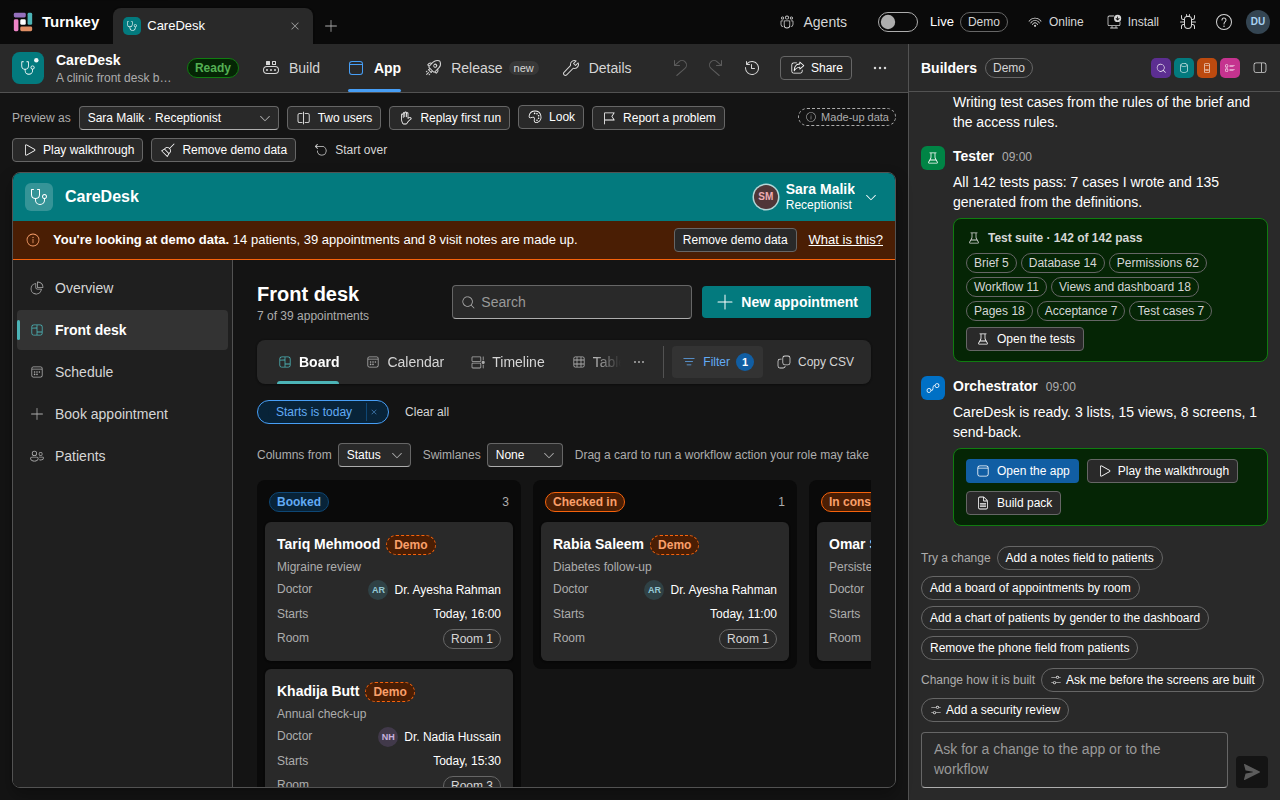 Turnkey
CareDesk
Agents
Live
Demo
Online
Install
DU
CareDesk
A clinic front desk b…
Ready
Build
App
Release new
Details
Share
Preview as
Sara Malik · Receptionist
Two users
Replay first run
Look
Report a problem
Made-up data
Play walkthrough
Remove demo data
Start over
CareDesk
SM
Sara Malik
Receptionist
You're looking at demo data. 14 patients, 39 appointments and 8 visit notes are made up.
Remove demo data
What is this?
Overview
Front desk
Schedule
Book appointment
Patients
Front desk
7 of 39 appointments
Search
New appointment
Board
Calendar
Timeline
Filter 1
Copy CSV
Starts is today
Clear all
Columns from
Status
Swimlanes
None
Drag a card to run a workflow action your role may take
Booked 3
Tariq Mehmood Demo
Migraine review
Doctor AR Dr. Ayesha Rahman
Starts Today, 16:00
Room Room 1
Khadija Butt Demo
Annual check-up
Doctor NH Dr. Nadia Hussain
Starts Today, 15:30
Room Room 3
Checked in 1
Rabia Saleem Demo
Diabetes follow-up
Doctor AR Dr. Ayesha Rahman
Starts Today, 11:00
Room Room 1
In cons
Omar
Persiste
Doctor
Starts
Room
Builders
Demo
Writing test cases from the rules of the brief and
the access rules.
Tester 09:00
All 142 tests pass: 7 cases I wrote and 135
generated from the definitions.
Test suite · 142 of 142 pass
Brief 5
Database 14
Permissions 62
Workflow 11
Views and dashboard 18
Pages 18
Acceptance 7
Test cases 7
Open the tests
Orchestrator 09:00
CareDesk is ready. 3 lists, 15 views, 8 screens, 1
send-back.
Open the app
Play the walkthrough
Build pack
Try a change
Add a notes field to patients
Add a board of appointments by room
Add a chart of patients by gender to the dashboard
Remove the phone field from patients
Change how it is built
Ask me before the screens are built
Add a security review
Ask for a change to the app or to the
workflow